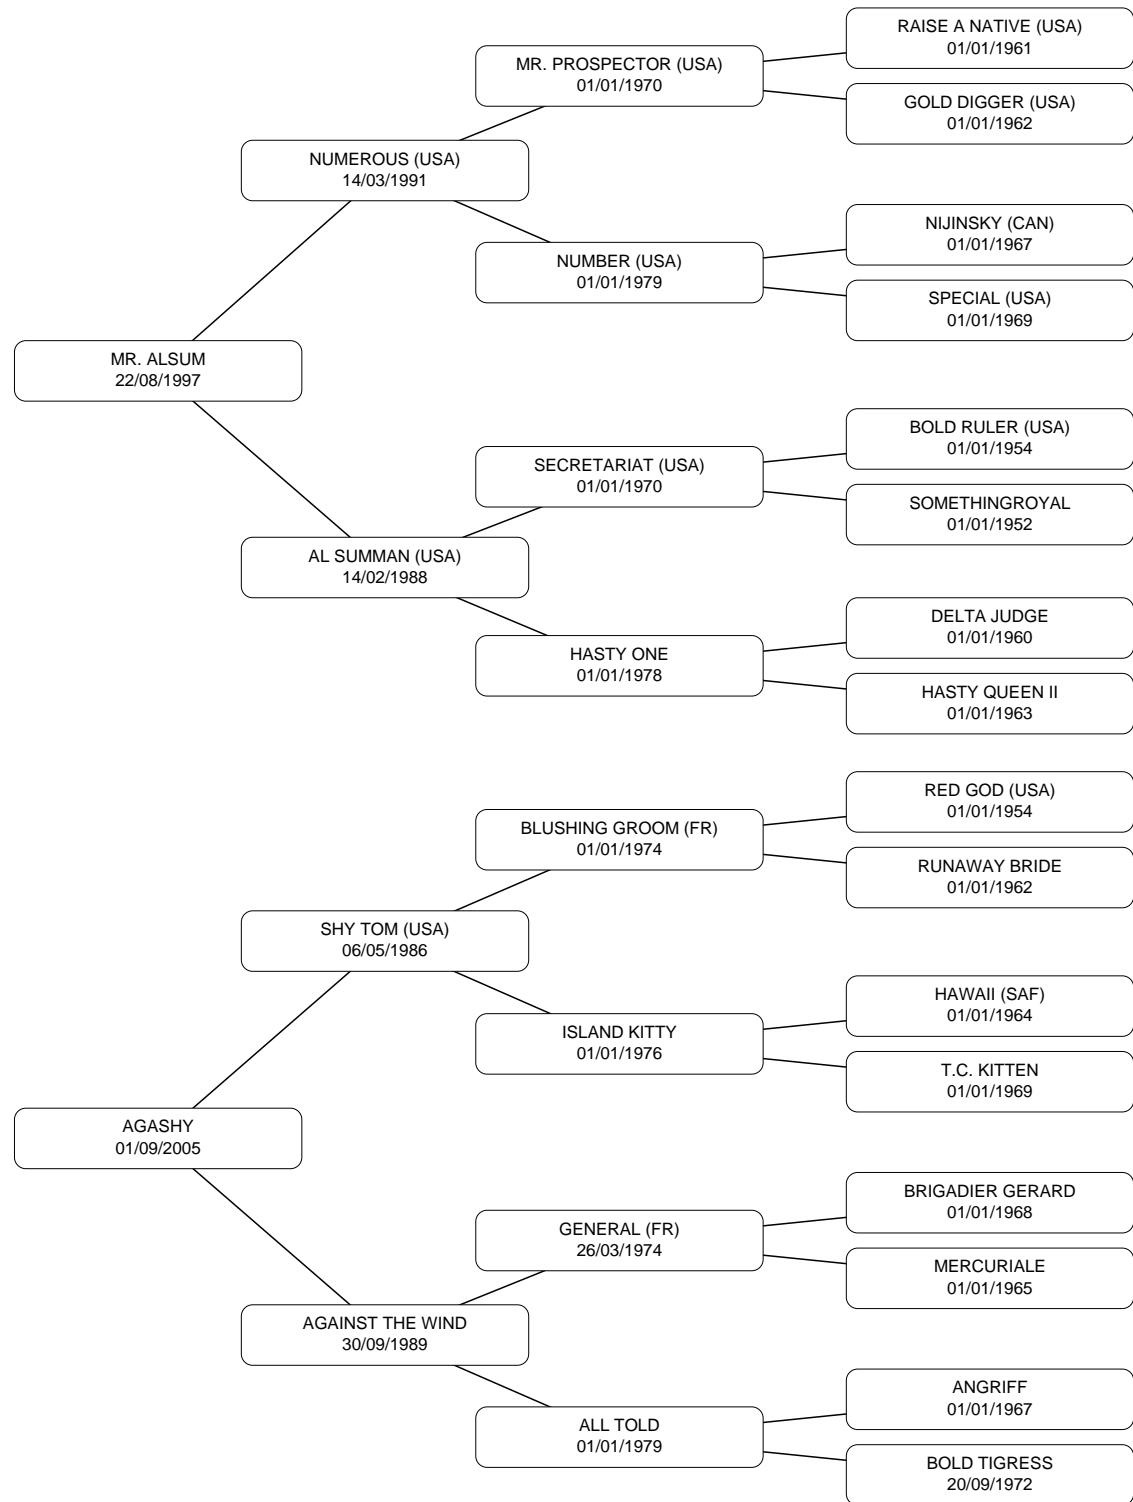 RAISE A NATIVE (USA)
01/01/1961
MR. PROSPECTOR (USA)
01/01/1970
GOLD DIGGER (USA)
01/01/1962
NUMEROUS (USA)
14/03/1991
NIJINSKY (CAN)
01/01/1967
NUMBER (USA)
01/01/1979
SPECIAL (USA)
01/01/1969
MR. ALSUM
22/08/1997
BOLD RULER (USA)
01/01/1954
SECRETARIAT (USA)
01/01/1970
SOMETHINGROYAL
01/01/1952
AL SUMMAN (USA)
14/02/1988
DELTA JUDGE
01/01/1960
HASTY ONE
01/01/1978
HASTY QUEEN II
01/01/1963
RED GOD (USA)
01/01/1954
BLUSHING GROOM (FR)
01/01/1974
RUNAWAY BRIDE
01/01/1962
SHY TOM (USA)
06/05/1986
HAWAII (SAF)
01/01/1964
ISLAND KITTY
01/01/1976
T.C. KITTEN
01/01/1969
AGASHY
01/09/2005
BRIGADIER GERARD
01/01/1968
GENERAL (FR)
26/03/1974
MERCURIALE
01/01/1965
AGAINST THE WIND
30/09/1989
ANGRIFF
01/01/1967
ALL TOLD
01/01/1979
BOLD TIGRESS
20/09/1972